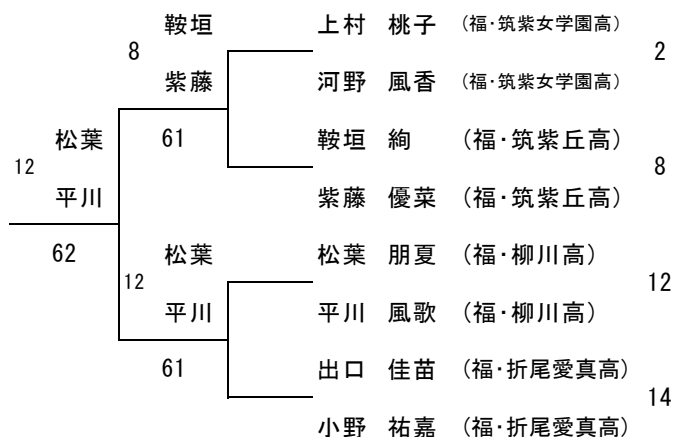 鞍垣 上村 桃子 (福・筑紫女学園高)
8 2
紫藤 河野 風香 (福・筑紫女学園高)
松葉 61 鞍垣 絢 (福・筑紫丘高)
12 8
平川 紫藤 優菜 (福・筑紫丘高)
62 松葉 松葉 朋夏 (福・柳川高)
12 12
平川 平川 風歌 (福・柳川高)
61 出口 佳苗 (福・折尾愛真高)
14
小野 祐嘉 (福・折尾愛真高)